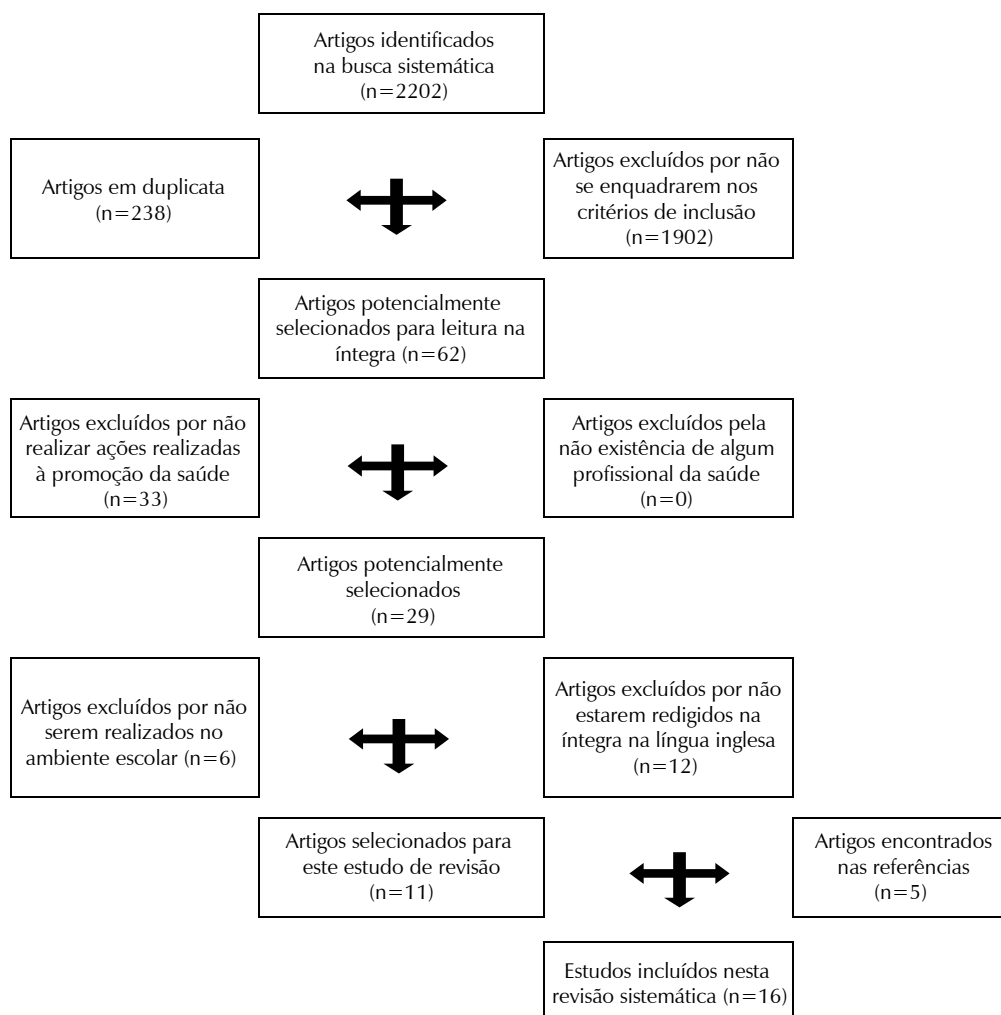 Artigos identificados
na busca sistemática
(n=2202)
Artigos em duplicata
(n=238)
Artigos excluídos por não
se enquadrarem nos
critérios de inclusão
(n=1902)
Artigos potencialmente
selecionados para leitura na
íntegra (n=62)
Artigos excluídos por não
realizar ações realizadas
à promoção da saúde
(n=33)
Artigos excluídos pela
não existência de algum
profissional da saúde
(n=0)
Artigos potencialmente
selecionados
(n=29)
Artigos excluídos por não
serem realizados no
ambiente escolar (n=6)
Artigos excluídos por não
estarem redigidos na
íntegra na língua inglesa
(n=12)
Artigos selecionados para
este estudo de revisão
(n=11)
Artigos encontrados
nas referências
(n=5)
Estudos incluídos nesta
revisão sistemática (n=16)